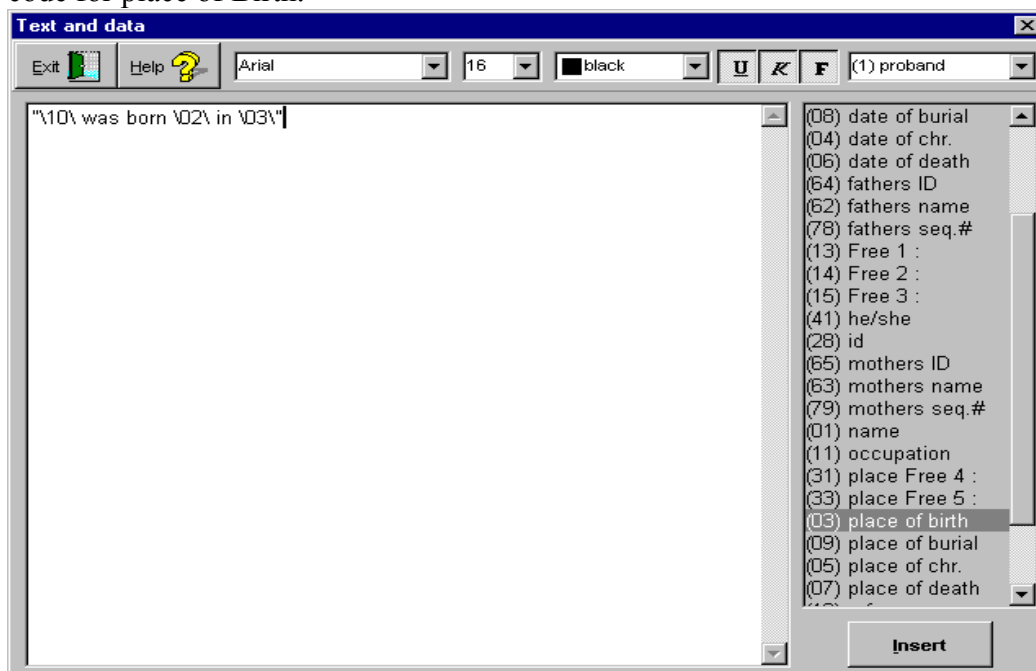 code for place of Birth.
Text and data
Exit Help Arial 16 black U K F (1) proband
"\10\ was born \02\ in \03\"
(08) date of burial
(04) date of chr.
(06) date of death
(64) fathers ID
(62) fathers name
(78) fathers seq.#
(13) Free 1 :
(14) Free 2 :
(15) Free 3 :
(41) he/she
(28) id
(65) mothers ID
(63) mothers name
(79) mothers seq.#
(01) name
(11) occupation
(31) place Free 4 :
(33) place Free 5 :
(03) place of birth
(09) place of burial
(05) place of chr.
(07) place of death
Insert